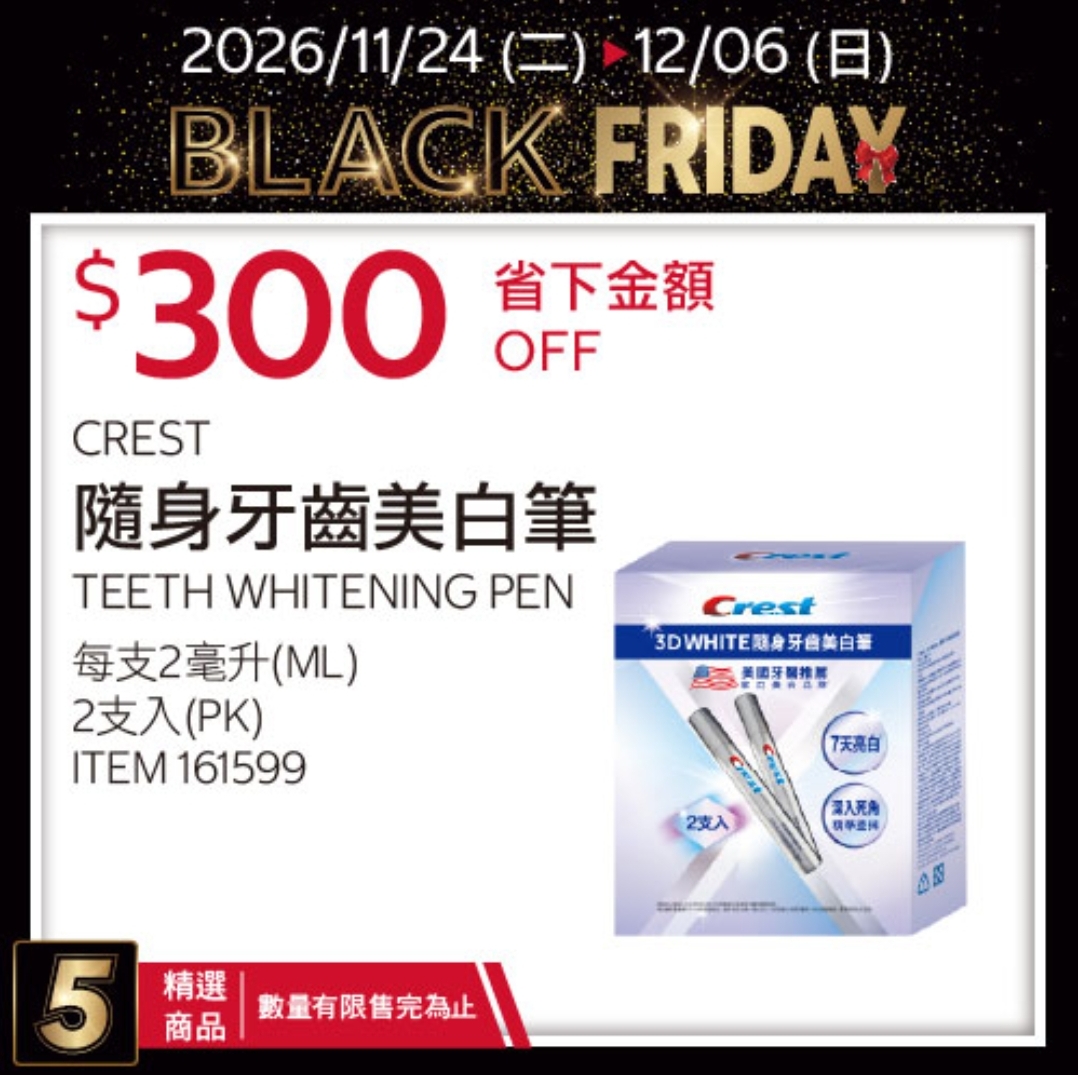 2026/11/24 (二) ▶ 12/06 (日)
BLACK FRIDAY
$300 省下金額
OFF
CREST
隨身牙齒美白筆
TEETH WHITENING PEN
每支2毫升(ML)
2支入(PK)
ITEM 161599
Crest
Crest
3D WHITE 隨身牙齒美白筆
美國牙醫推薦
Crest
Crest
7天亮白
2支入
深入死角
5
精選
商品
數量有限售完為止